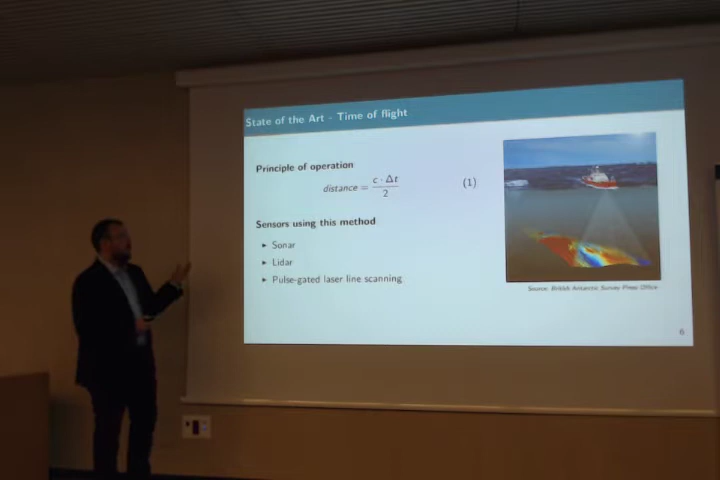 State of the Art - Time of flight
Principle of operation
distance = c · Δt / 2 (1)
Sensors using this method
▸ Sonar
▸ Lidar
▸ Pulse-gated laser line scanning
Source: British Antarctic Survey Press Office
6